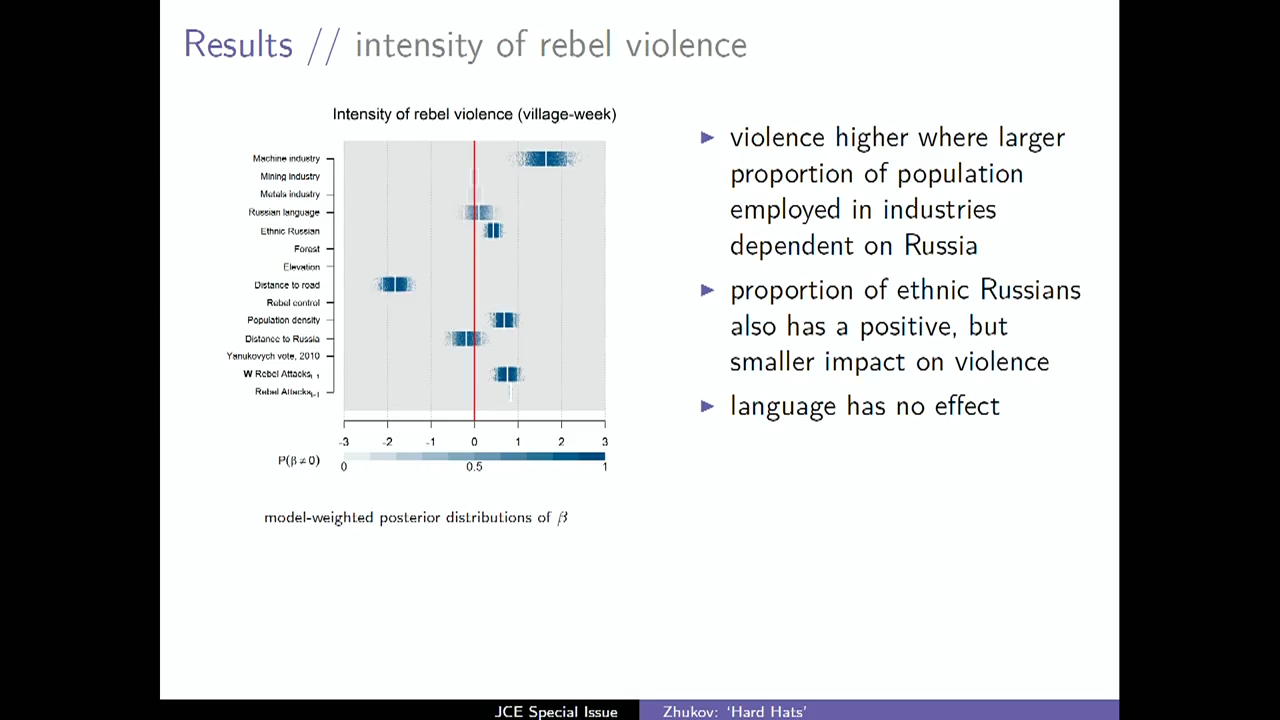 Results // intensity of rebel violence
Intensity of rebel violence (village-week)
Machine industry
Mining industry
Metals industry
Russian language
Ethnic Russian
Forest
Elevation
Distance to road
Rebel control
Population density
Distance to Russia
Yanukovych vote, 2010
W Rebel Attacks t-1
Rebel Attacks t-1
-3 -2 -1 0 1 2 3
P(β ≠ 0)
0 0.5 1
model-weighted posterior distributions of β
▶ violence higher where larger
proportion of population
employed in industries
dependent on Russia
▶ proportion of ethnic Russians
also has a positive, but
smaller impact on violence
▶ language has no effect
JCE Special Issue
Zhukov: 'Hard Hats'